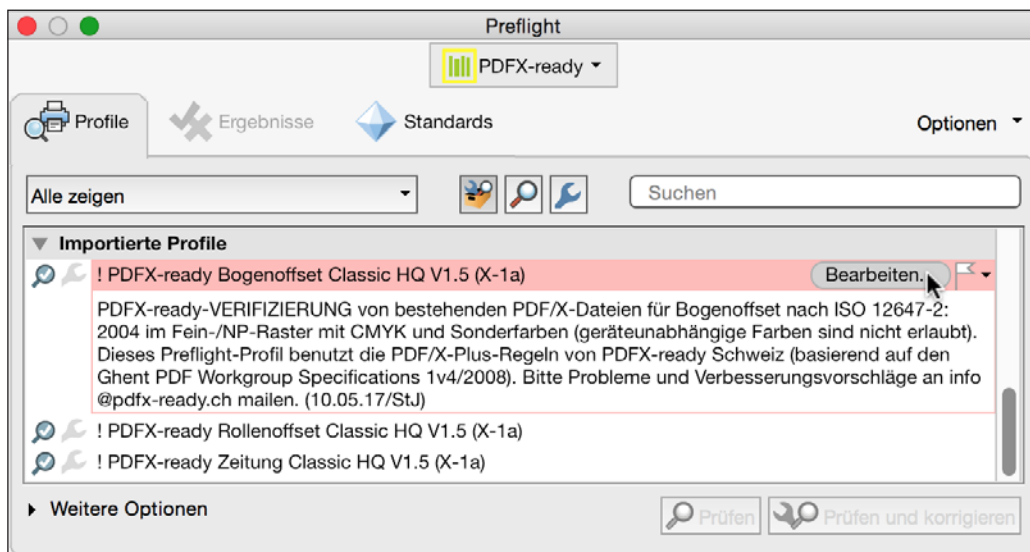 Preflight
PDFX-ready
Profile
Ergebnisse
Standards
Optionen
Alle zeigen
Suchen
Importierte Profile
! PDFX-ready Bogenoffset Classic HQ V1.5 (X-1a)
Bearbeiten...
PDFX-ready-VERIFIZIERUNG von bestehenden PDF/X-Dateien für Bogenoffset nach ISO 12647-2:
2004 im Fein-/NP-Raster mit CMYK und Sonderfarben (geräteunabhängige Farben sind nicht erlaubt).
Dieses Preflight-Profil benutzt die PDF/X-Plus-Regeln von PDFX-ready Schweiz (basierend auf den
Ghent PDF Workgroup Specifications 1v4/2008). Bitte Probleme und Verbesserungsvorschläge an info
@pdfx-ready.ch mailen. (10.05.17/StJ)
! PDFX-ready Rollenoffset Classic HQ V1.5 (X-1a)
! PDFX-ready Zeitung Classic HQ V1.5 (X-1a)
Weitere Optionen
Prüfen
Prüfen und korrigieren